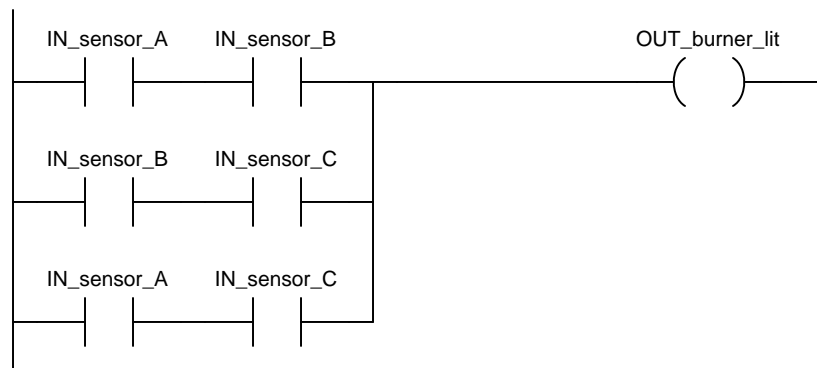 IN_sensor_A IN_sensor_B OUT_burner_lit
IN_sensor_B IN_sensor_C
IN_sensor_A IN_sensor_C